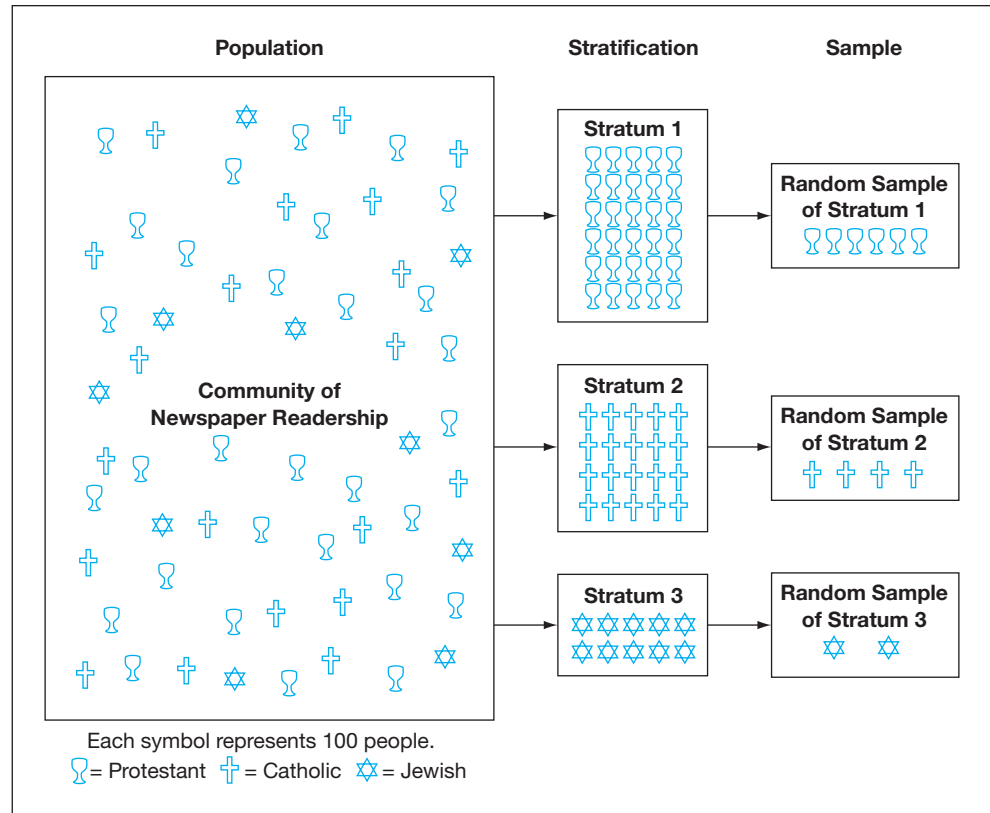 Population
Stratification
Sample
Community of
Newspaper Readership
Stratum 1
Random Sample
of Stratum 1
Stratum 2
Random Sample
of Stratum 2
Stratum 3
Random Sample
of Stratum 3
Each symbol represents 100 people.
= Protestant = Catholic = Jewish